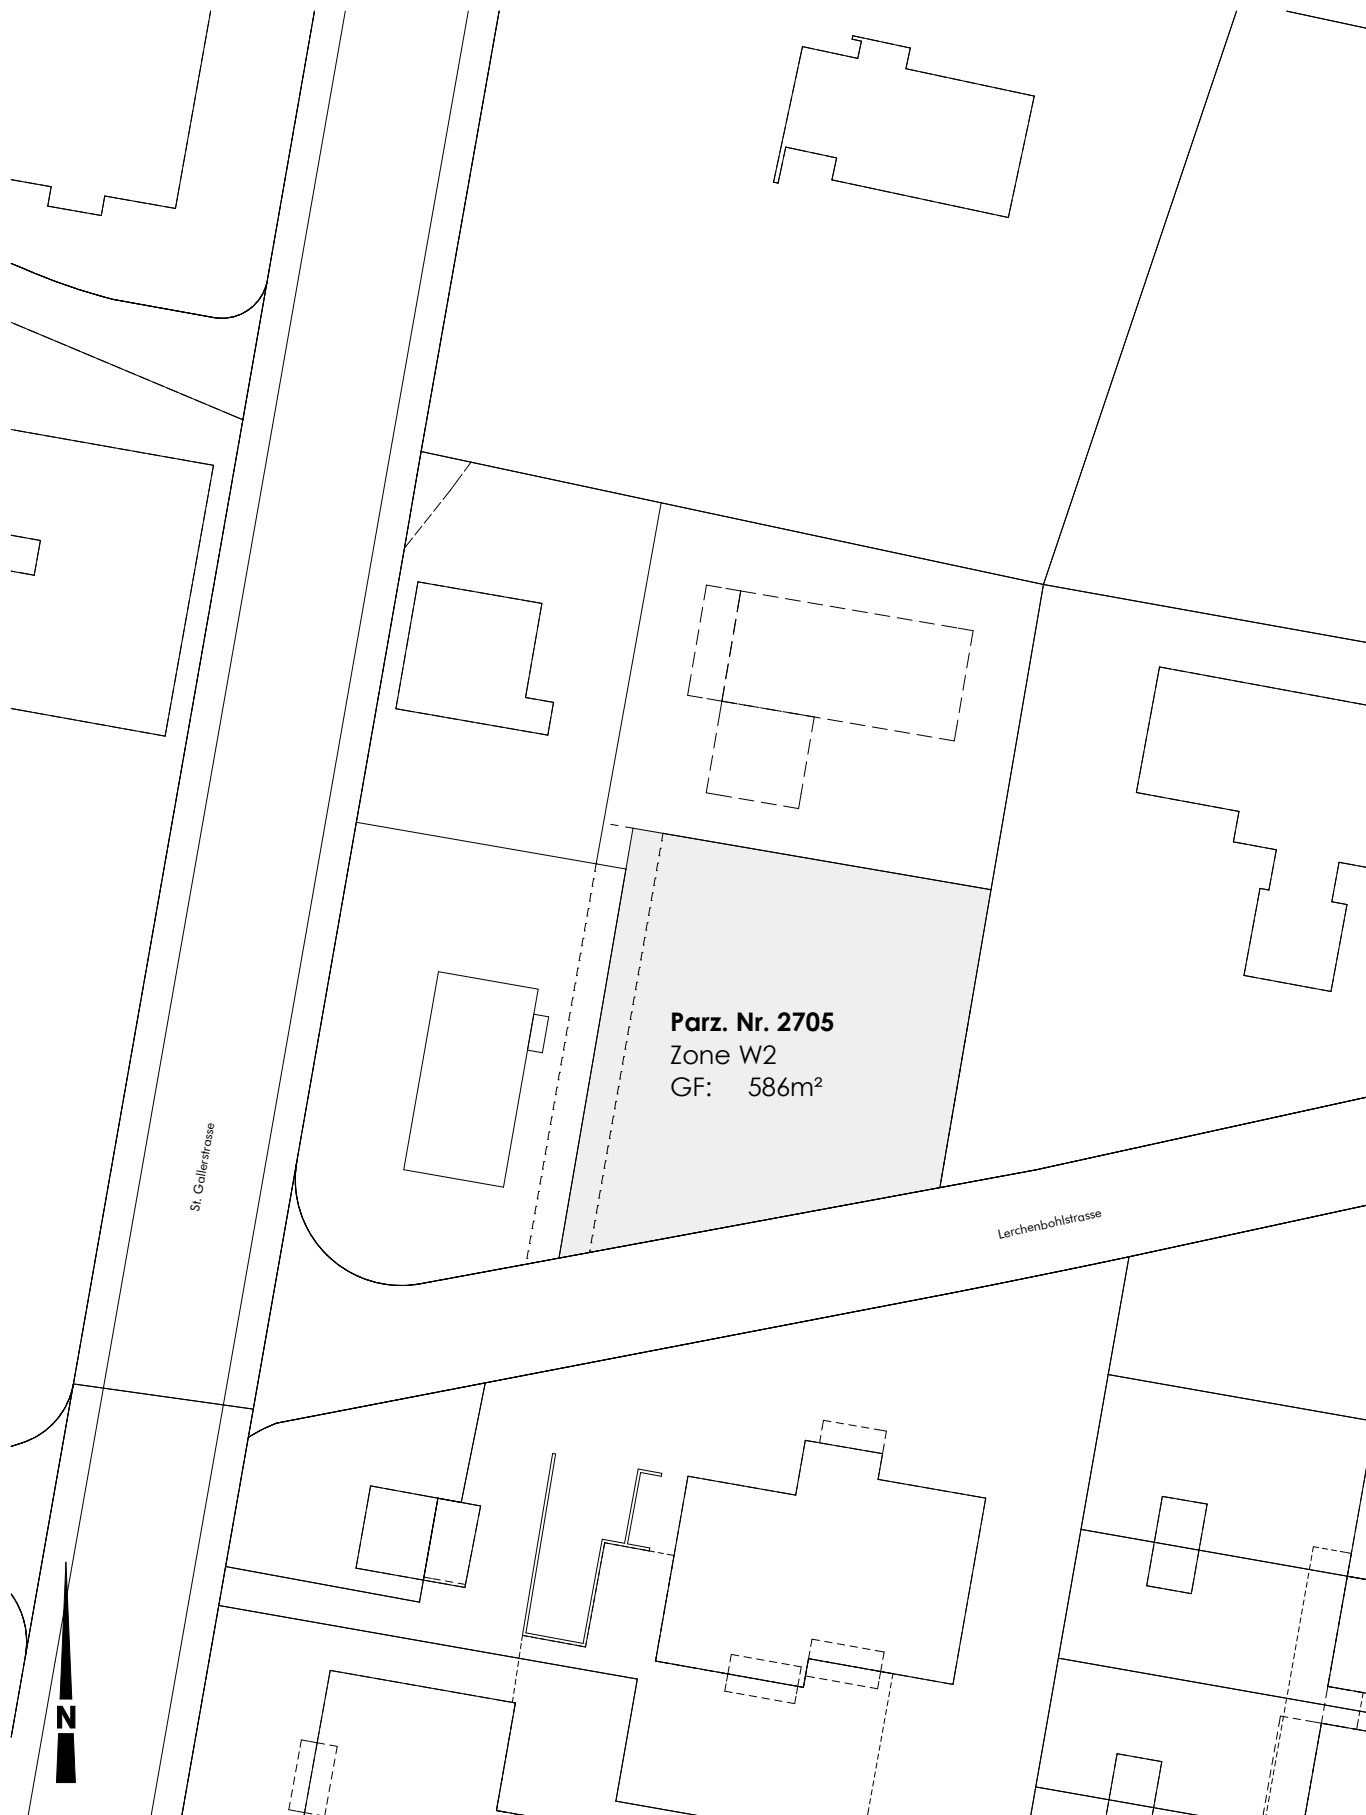 Parz. Nr. 2705
Zone W2
GF: 586m²
St. Gallerstrasse
Lerchenbohlstrasse
N